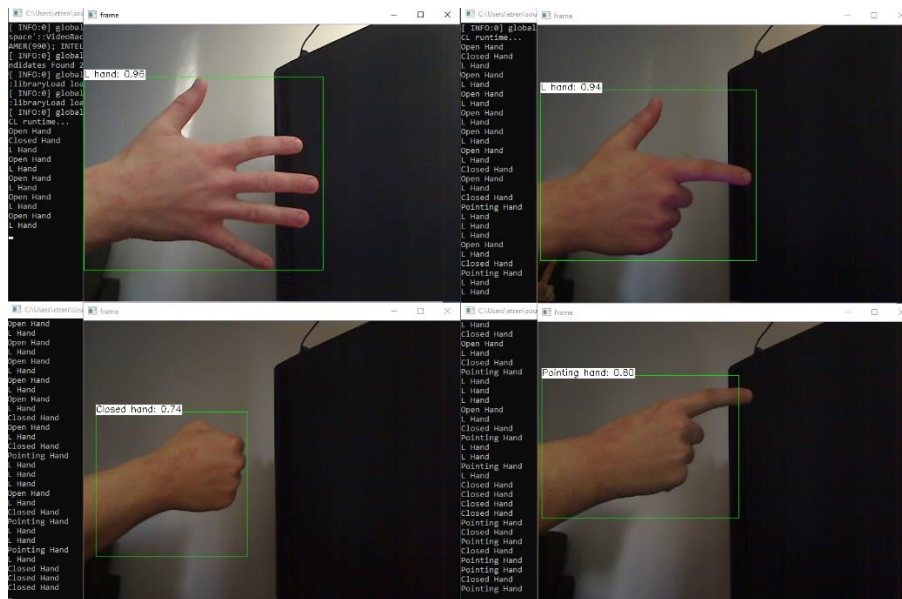 C:\Users\etren\sou
frame
[ INFO:0] global
space'::VideoBac
AMER(990); INTEL
[ INFO:0] global
ndidates Found 2
[ INFO:0] global
:libraryLoad loa
[ INFO:0] global
:libraryLoad loa
[ INFO:0] global
CL runtime...
Open Hand
Closed Hand
L Hand
Open Hand
L Hand
Open Hand
L Hand
Open Hand
L Hand
Open Hand
L Hand
L hand: 0.96
C:\Users\etren\sou
frame
[ INFO:0] global
CL runtime...
Open Hand
Closed Hand
L Hand
Open Hand
L Hand
Open Hand
L Hand
Open Hand
L Hand
Open Hand
L Hand
Closed Hand
Open Hand
L Hand
Closed Hand
Pointing Hand
L Hand
L Hand
L Hand
Open Hand
L Hand
Closed Hand
Pointing Hand
L Hand
L Hand
L hand: 0.94
C:\Users\etren\sou
frame
Open Hand
L Hand
Open Hand
L Hand
Open Hand
L Hand
Open Hand
L Hand
Open Hand
L Hand
Closed Hand
Open Hand
L Hand
Closed Hand
Pointing Hand
L Hand
L Hand
L Hand
Open Hand
L Hand
Closed Hand
Pointing Hand
L Hand
L Hand
Pointing Hand
L Hand
Closed Hand
Closed Hand
Closed Hand
Closed hand: 0.74
C:\Users\etren\sou
frame
L Hand
Closed Hand
Open Hand
L Hand
Closed Hand
Pointing Hand
L Hand
L Hand
L Hand
Open Hand
L Hand
Closed Hand
Pointing Hand
L Hand
L Hand
Pointing Hand
L Hand
Closed Hand
Closed Hand
Closed Hand
Closed Hand
Pointing Hand
Closed Hand
Pointing Hand
Closed Hand
Pointing Hand
Pointing Hand
Closed Hand
Pointing Hand
Pointing hand: 0.80